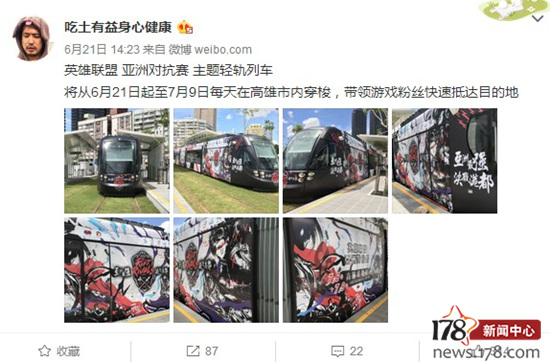 吃土有益身心健康
6月21日 14:23 来自 微博 weibo.com
英雄联盟 亚洲对抗赛 主题轻轨列车
将从6月21日起至7月9日每天在高雄市内穿梭，带领游戏粉丝快速抵达目的地
RIFT
RIVALS
收藏
87
22
178
新闻中心
news.178.com